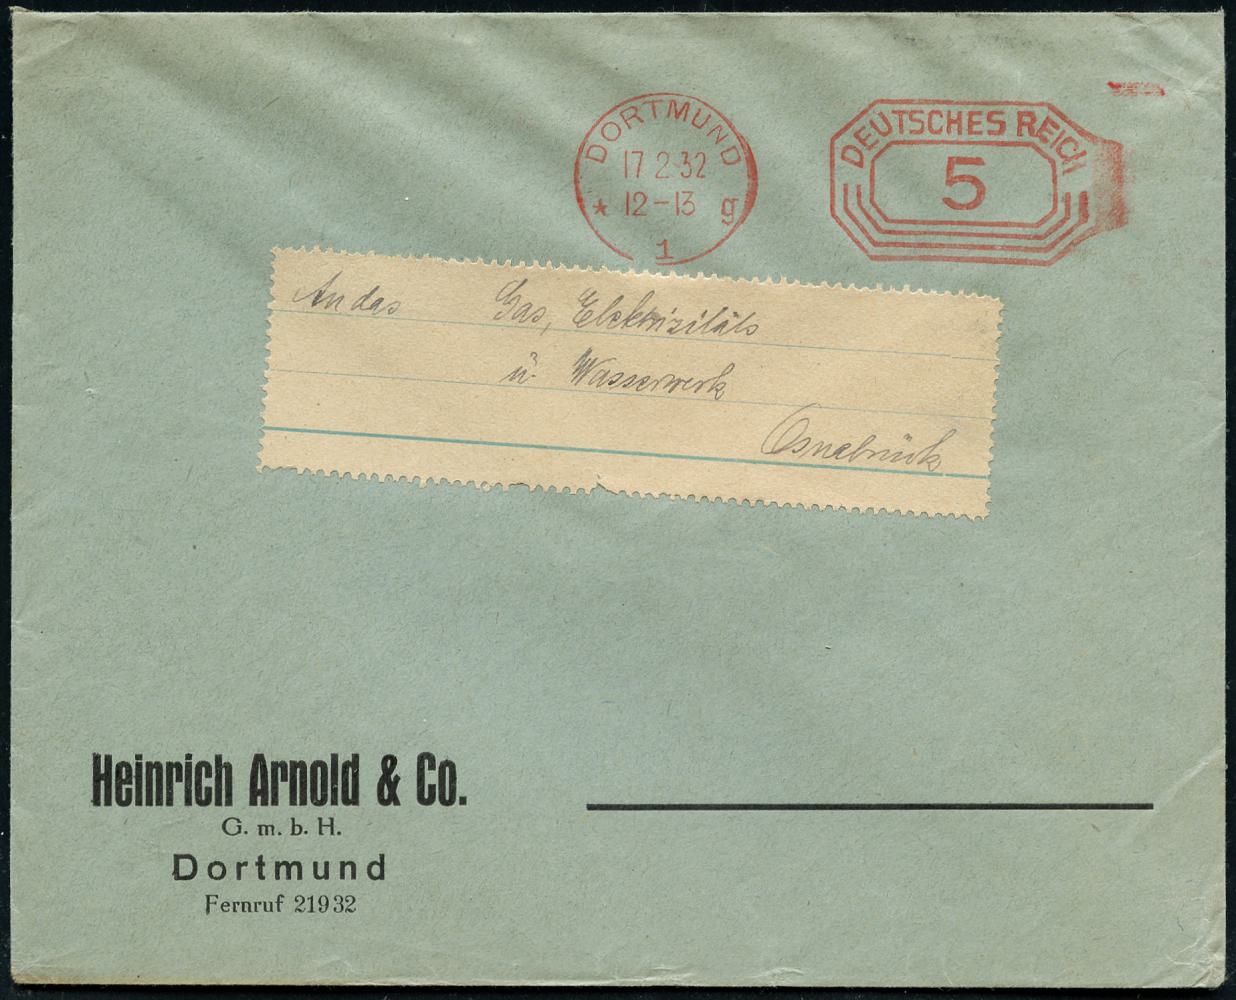 DORTMUND
17.2.32
* 12-13 g
1
DEUTSCHES REICH
5
An das Gas, Elektrizitäts
ü. Wasserwerk
Osnabrück
Heinrich Arnold & Co.
G. m. b. H.
Dortmund
Fernruf 21932